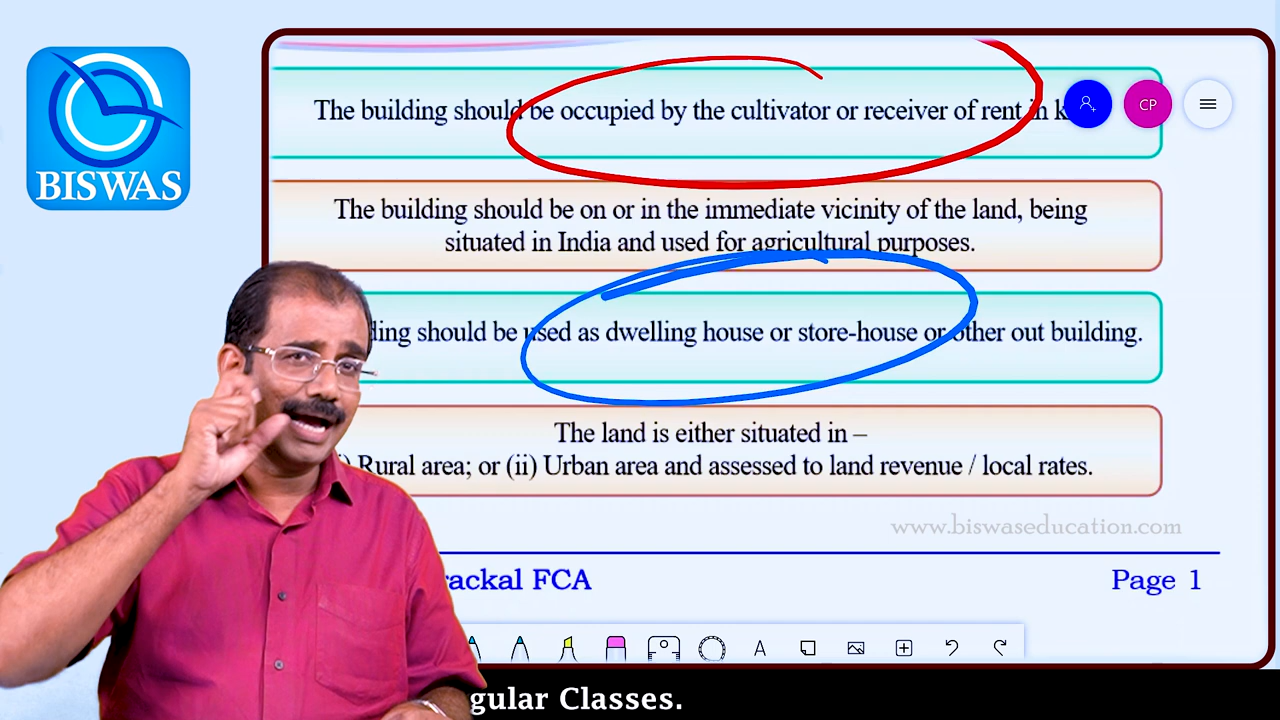 BISWAS
The building should be occupied by the cultivator or receiver of rent in
CP
The building should be on or in the immediate vicinity of the land, being
situated in India and used for agricultural purposes.
should be used as dwelling house or store-house or other out building.
The land is either situated in –
Rural area; or (ii) Urban area and assessed to land revenue / local rates.
www.biswaseducation.com
FCA
Page 1
A
Classes.